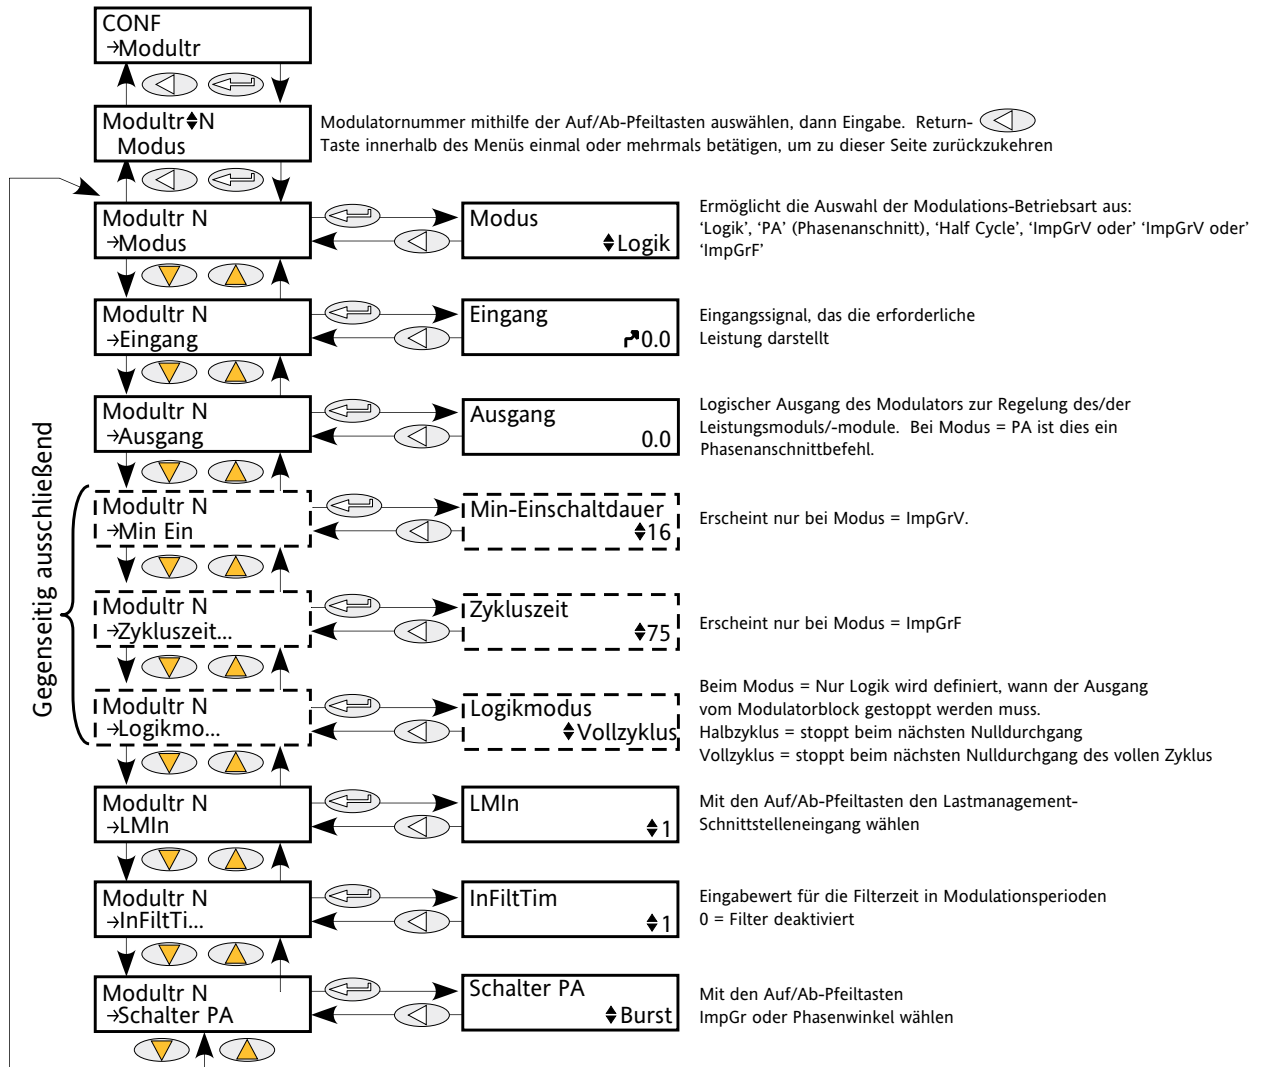 CONF
→Modultr
Modultr♦N
Modus
Modulatornummer mithilfe der Auf/Ab-Pfeiltasten auswählen, dann Eingabe. Return-
Taste innerhalb des Menüs einmal oder mehrmals betätigen, um zu dieser Seite zurückzukehren
Modultr N
→Modus
Modus
♦Logik
Ermöglicht die Auswahl der Modulations-Betriebsart aus:
‘Logik’, ‘PA’ (Phasenanschnitt), ‘Half Cycle’, ‘ImpGrV oder’ ‘ImpGrV oder’
‘ImpGrF’
Modultr N
→Eingang
Eingang
0.0
Eingangssignal, das die erforderliche
Leistung darstellt
Modultr N
→Ausgang
Ausgang
0.0
Logischer Ausgang des Modulators zur Regelung des/der
Leistungsmoduls/-module. Bei Modus = PA ist dies ein
Phasenanschnittbefehl.
Gegenseitig ausschließend
Modultr N
→Min Ein
Min-Einschaltdauer
♦16
Erscheint nur bei Modus = ImpGrV.
Modultr N
→Zykluszeit...
Zykluszeit
♦75
Erscheint nur bei Modus = ImpGrF
Modultr N
→Logikmo...
Logikmodus
♦Vollzyklus
Beim Modus = Nur Logik wird definiert, wann der Ausgang
vom Modulatorblock gestoppt werden muss.
Halbzyklus = stoppt beim nächsten Nulldurchgang
Vollzyklus = stoppt beim nächsten Nulldurchgang des vollen Zyklus
Modultr N
→LMIn
LMIn
♦1
Mit den Auf/Ab-Pfeiltasten den Lastmanagement-
Schnittstelleneingang wählen
Modultr N
→InFiltTi...
InFiltTim
♦1
Eingabewert für die Filterzeit in Modulationsperioden
0 = Filter deaktiviert
Modultr N
→Schalter PA
Schalter PA
♦Burst
Mit den Auf/Ab-Pfeiltasten
ImpGr oder Phasenwinkel wählen